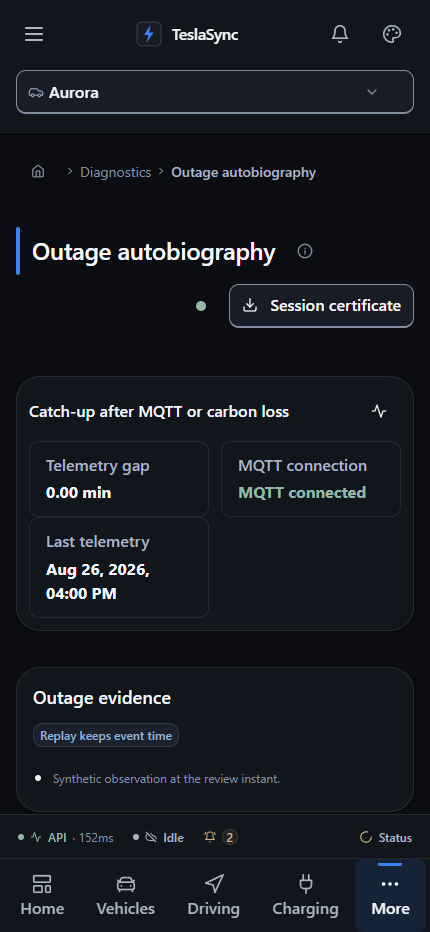 TeslaSync
Aurora
Diagnostics
Outage autobiography
Outage autobiography
Session certificate
Catch-up after MQTT or carbon loss
Telemetry gap
0.00 min
MQTT connection
MQTT connected
Last telemetry
Aug 26, 2026,
04:00 PM
Outage evidence
Replay keeps event time
Synthetic observation at the review instant.
API · 152ms
Idle
2
Status
Home
Vehicles
Driving
Charging
More